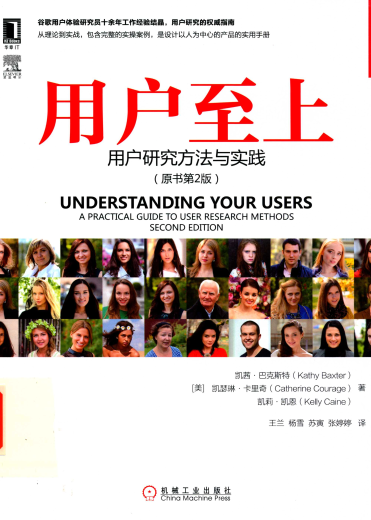 华章IT
ELSEVIER
爱思唯尔
谷歌用户体验研究员十余年工作经验结晶，用户研究的权威指南
从理论到实战，包含完整的实操案例，是设计以人为中心的产品的实用手册
用户至上
用户研究方法与实践
（原书第2版）
UNDERSTANDING YOUR USERS
A PRACTICAL GUIDE TO USER RESEARCH METHODS
SECOND EDITION
凯茜·巴克斯特（Kathy Baxter）
[美] 凯瑟琳·卡里奇（Catherine Courage） 著
凯莉·凯恩（Kelly Caine）
王兰 杨雪 苏寅 张婷婷 译
机械工业出版社
China Machine Press